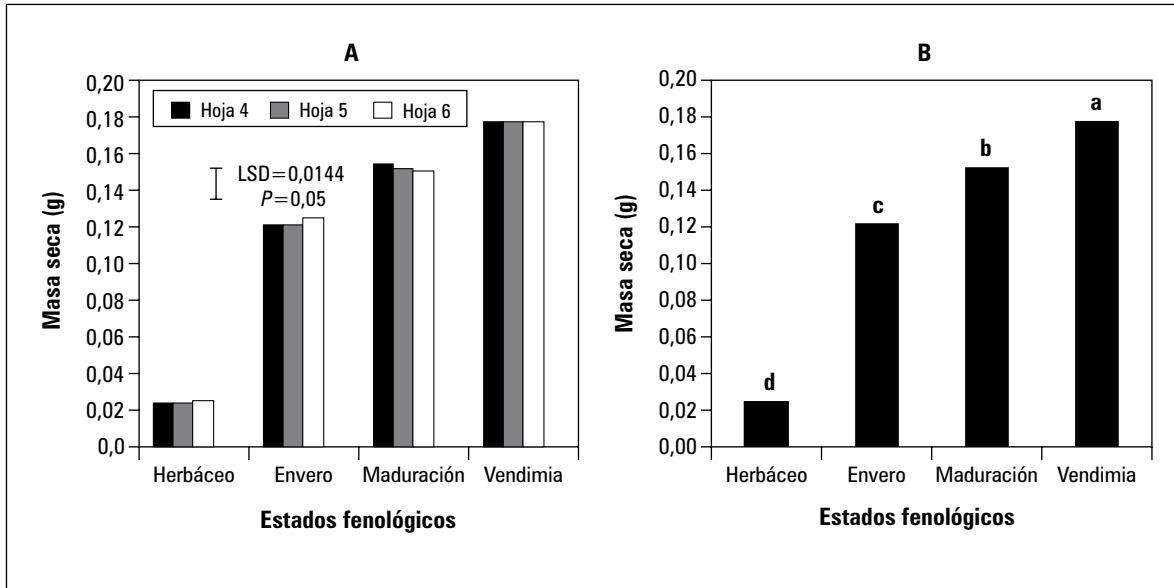 A
Masa seca (g)
0,20
0,18
0,16
0,14
0,12
0,10
0,08
0,06
0,04
0,02
0,0
Hoja 4 Hoja 5 Hoja 6
LSD=0,0144
P=0,05
Herbáceo Envero Maduración Vendimia
Estados fenológicos
B
Masa seca (g)
0,20
0,18
0,16
0,14
0,12
0,10
0,08
0,06
0,04
0,02
0,00
d
c
b
a
Herbáceo Envero Maduración Vendimia
Estados fenológicos